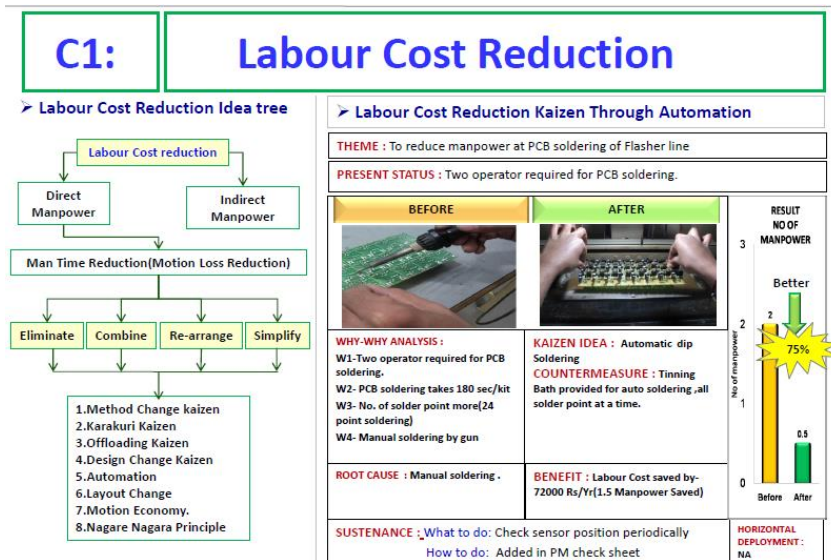 C1:
Labour Cost Reduction
➢ Labour Cost Reduction Idea tree
Labour Cost reduction
Direct
Manpower
Indirect
Manpower
Man Time Reduction(Motion Loss Reduction)
Eliminate
Combine
Re-arrange
Simplify
1.Method Change kaizen
2.Karakuri Kaizen
3.Offloading Kaizen
4.Design Change Kaizen
5.Automation
6.Layout Change
7.Motion Economy.
8.Nagare Nagara Principle
➢ Labour Cost Reduction Kaizen Through Automation
THEME : To reduce manpower at PCB soldering of Flasher line
PRESENT STATUS : Two operator required for PCB soldering.
BEFORE
AFTER
WHY-WHY ANALYSIS :
W1-Two operator required for PCB
soldering.
W2- PCB soldering takes 180 sec/kit
W3- No. of solder point more(24
point soldering)
W4- Manual soldering by gun
KAIZEN IDEA : Automatic dip
Soldering
COUNTERMEASURE : Tinning
Bath provided for auto soldering ,all
solder point at a time.
ROOT CAUSE : Manual soldering .
BENEFIT : Labour Cost saved by-
72000 Rs/Yr(1.5 Manpower Saved)
SUSTENANCE : What to do: Check sensor position periodically
How to do: Added in PM check sheet
RESULT
NO OF
MANPOWER
3
Better
2
2
75%
No of manpower
1
0.5
0
Before
After
HORIZONTAL
DEPLOYMENT :
NA